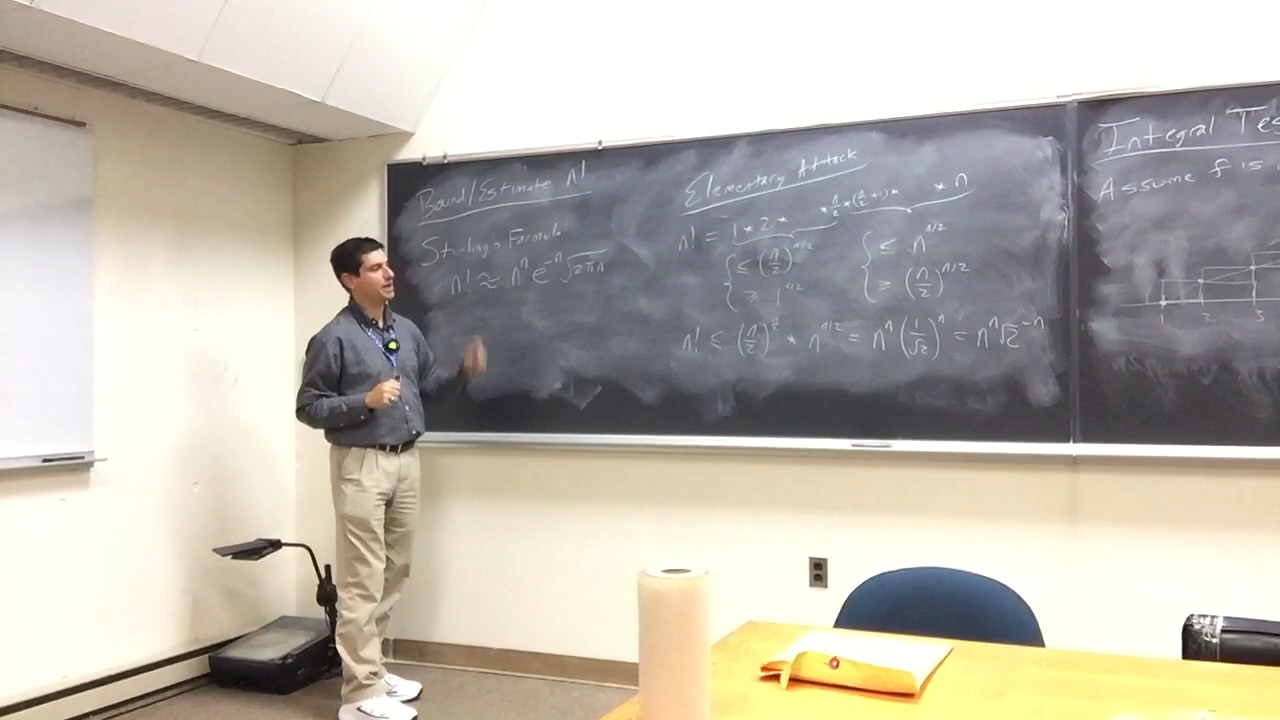 Bound/Estimate n!
Stirling's Formula
n! ≈ nⁿ e⁻ⁿ √(2πn)
Elementary Attack
n! = 1 * 2 * * n/2 * (n/2 + 1) * * n
{ ≤ (n/2)^(n/2)
≥ 1^(n/2)
{ ≤ n^(n/2)
≥ (n/2)^(n/2)
n! ≤ (n/2)^(n/2) * n^(n/2) = nⁿ (1/√2)ⁿ = nⁿ √2⁻ⁿ
Integral Tes
Assume f is
1 2 3